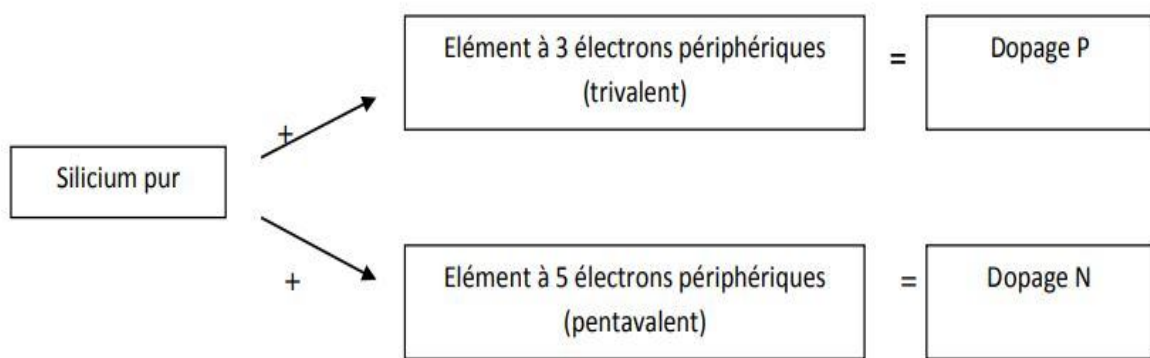 Elément à 3 électrons périphériques
(trivalent)
=
Dopage P
+
Silicium pur
+
Elément à 5 électrons périphériques
(pentavalent)
=
Dopage N